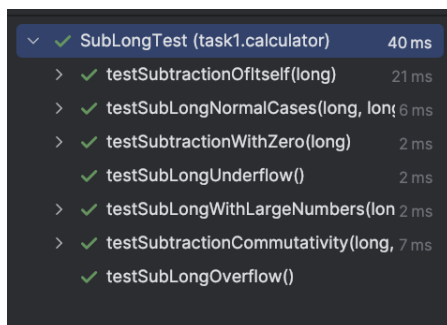 SubLongTest (task1.calculator) 40 ms
testSubtractionOfItself(long) 21 ms
testSubLongNormalCases(long, long 6 ms
testSubtractionWithZero(long) 2 ms
testSubLongUnderflow() 2 ms
testSubLongWithLargeNumbers(lon 2 ms
testSubtractionCommutativity(long, 7 ms
testSubLongOverflow()